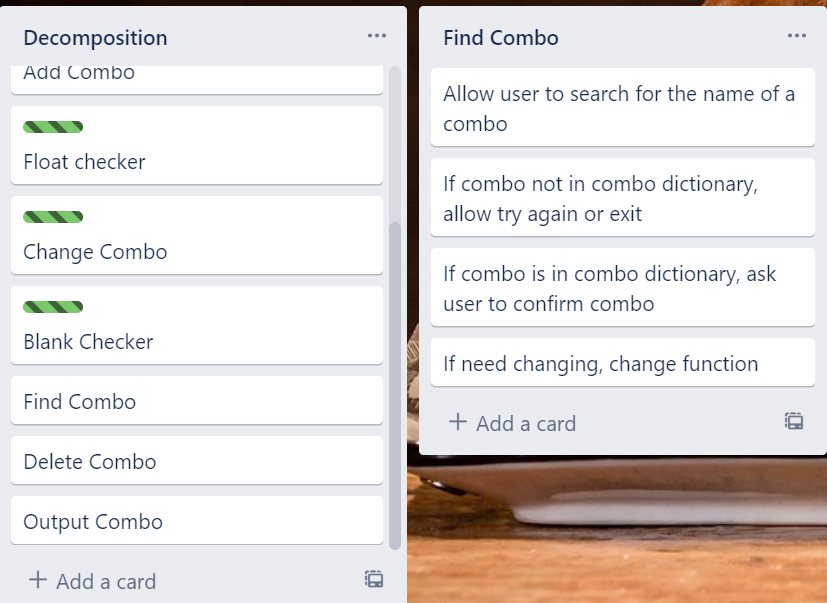 Decomposition
Add Combo
Float checker
Change Combo
Blank Checker
Find Combo
Delete Combo
Output Combo
Add a card
Find Combo
Allow user to search for the name of a
combo
If combo not in combo dictionary,
allow try again or exit
If combo is in combo dictionary, ask
user to confirm combo
If need changing, change function
Add a card